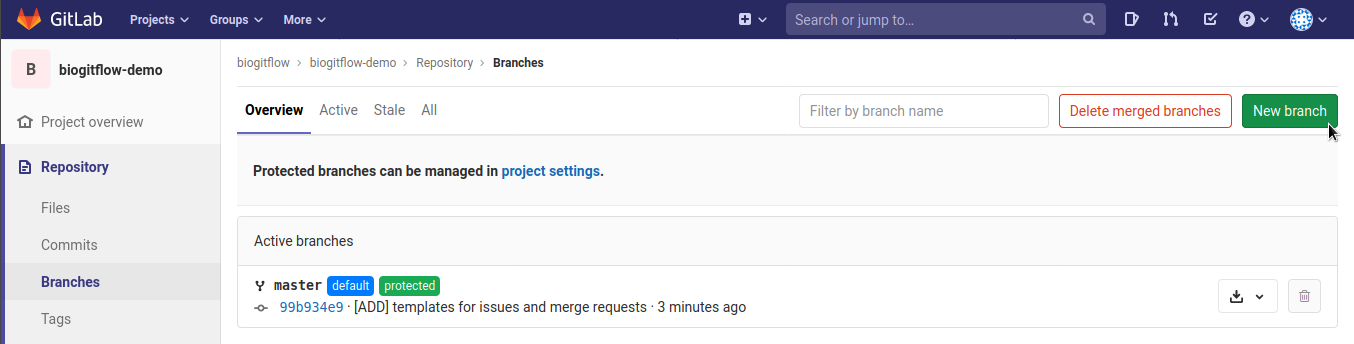 GitLab Projects Groups More Search or jump to...
B biogitflow-demo
biogitflow > biogitflow-demo > Repository > Branches
Overview Active Stale All Filter by branch name Delete merged branches New branch
Project overview
Repository
Files
Commits
Branches
Tags
Protected branches can be managed in project settings.
Active branches
master default protected
99b934e9 · [ADD] templates for issues and merge requests · 3 minutes ago